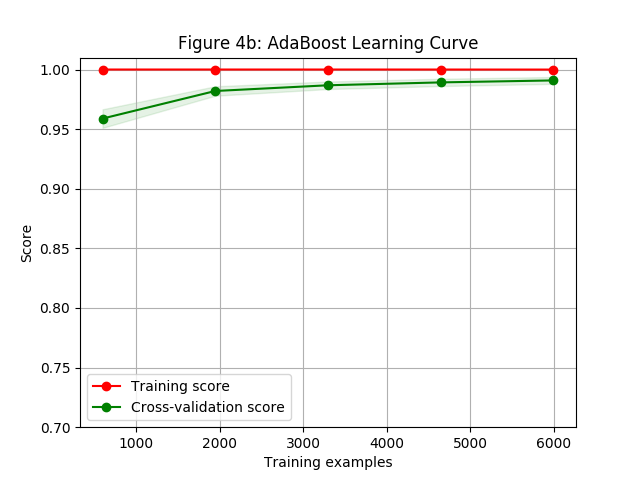 Figure 4b: AdaBoost Learning Curve
1.00
0.95
0.90
0.85
0.80
0.75
0.70
Score
Training score
Cross-validation score
1000 2000 3000 4000 5000 6000
Training examples